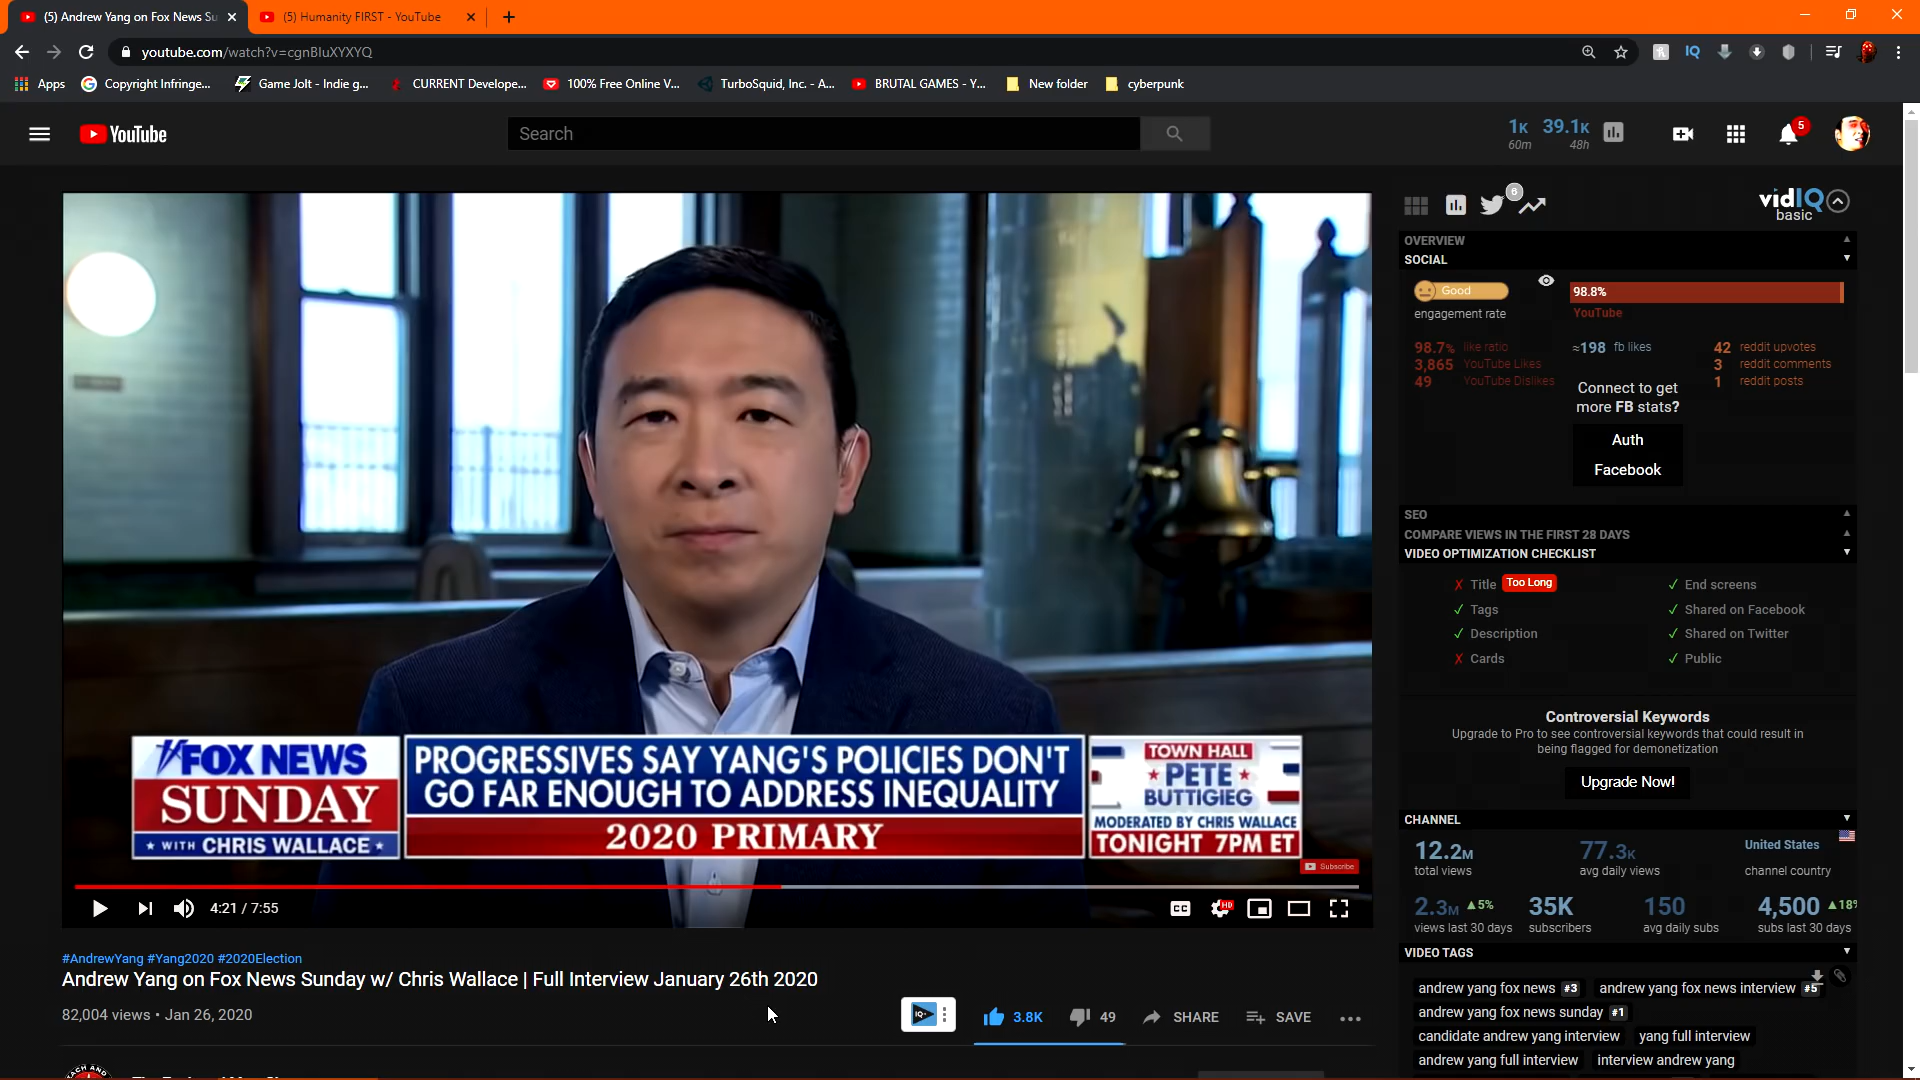 (5) Andrew Yang on Fox News Su
(5) Humanity FIRST - YouTube
youtube.com/watch?v=cgnBIuXYXYQ
Apps
Copyright Infringe...
Game Jolt - Indie g...
CURRENT Develope...
100% Free Online V...
TurboSquid, Inc. - A...
BRUTAL GAMES - Y...
New folder
cyberpunk
YouTube
Search
1K 39.1K
60m 48h
5
6
vidIQ
basic
OVERVIEW
SOCIAL
Good
engagement rate
98.8%
YouTube
98.7% like ratio
3,865 YouTube Likes
49 YouTube Dislikes
≈198 fb likes
42 reddit upvotes
3 reddit comments
1 reddit posts
Connect to get
more FB stats?
Auth
Facebook
SEO
COMPARE VIEWS IN THE FIRST 28 DAYS
VIDEO OPTIMIZATION CHECKLIST
✗ Title Too Long
✓ Tags
✓ Description
✗ Cards
✓ End screens
✓ Shared on Facebook
✓ Shared on Twitter
✓ Public
Controversial Keywords
Upgrade to Pro to see controversial keywords that could result in
being flagged for demonetization
Upgrade Now!
CHANNEL
12.2M
total views
77.3K
avg daily views
United States
channel country
2.3M ▲5%
views last 30 days
35K
subscribers
150
avg daily subs
4,500 ▲18%
subs last 30 days
VIDEO TAGS
andrew yang fox news #3
andrew yang fox news interview #5
andrew yang fox news sunday #1
candidate andrew yang interview
yang full interview
andrew yang full interview
interview andrew yang
FOX NEWS
SUNDAY
★ WITH CHRIS WALLACE ★
PROGRESSIVES SAY YANG'S POLICIES DON'T
GO FAR ENOUGH TO ADDRESS INEQUALITY
2020 PRIMARY
TOWN HALL
★ PETE ★
BUTTIGIEG
MODERATED BY CHRIS WALLACE
TONIGHT 7PM ET
Subscribe
4:21 / 7:55
CC
HD
#AndrewYang #Yang2020 #2020Election
Andrew Yang on Fox News Sunday w/ Chris Wallace | Full Interview January 26th 2020
82,004 views • Jan 26, 2020
IQ
3.8K
49
SHARE
SAVE